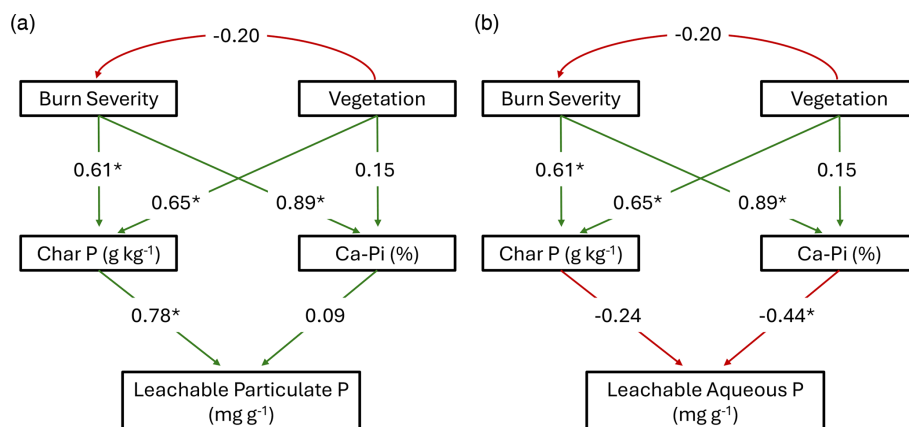 (a)
-0.20
Burn Severity
Vegetation
0.61*
0.15
0.65*
0.89*
Char P (g kg⁻¹)
Ca-Pi (%)
0.78*
0.09
Leachable Particulate P
(mg g⁻¹)
(b)
-0.20
Burn Severity
Vegetation
0.61*
0.15
0.65*
0.89*
Char P (g kg⁻¹)
Ca-Pi (%)
-0.24
-0.44*
Leachable Aqueous P
(mg g⁻¹)